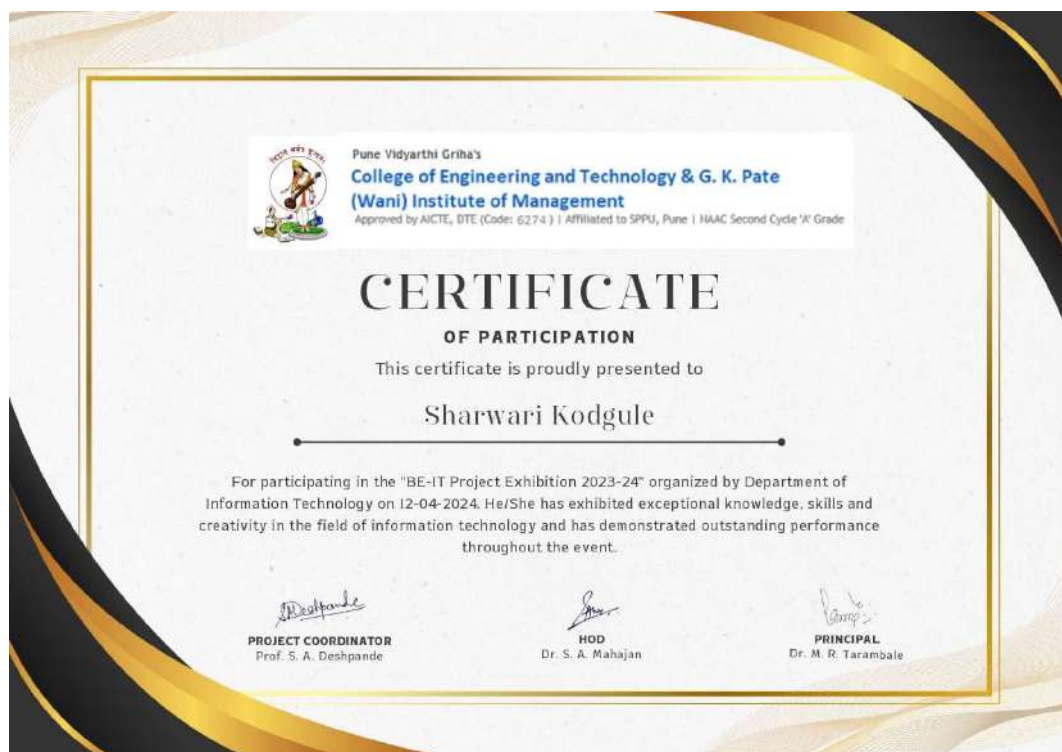 Pune Vidyarthi Griha's
College of Engineering and Technology & G. K. Pate
(Wani) Institute of Management
Approved by AICTE, DTE (Code: 6274) | Affiliated to SPPU, Pune | NAAC Second Cycle 'A' Grade
CERTIFICATE
OF PARTICIPATION
This certificate is proudly presented to
Sharwari Kodgule
For participating in the "BE-IT Project Exhibition 2023-24" organized by Department of
Information Technology on 12-04-2024. He/She has exhibited exceptional knowledge, skills and
creativity in the field of information technology and has demonstrated outstanding performance
throughout the event.
SADeshpande
PROJECT COORDINATOR
Prof. S. A. Deshpande
HOD
Dr. S. A. Mahajan
PRINCIPAL
Dr. M. R. Tarambale